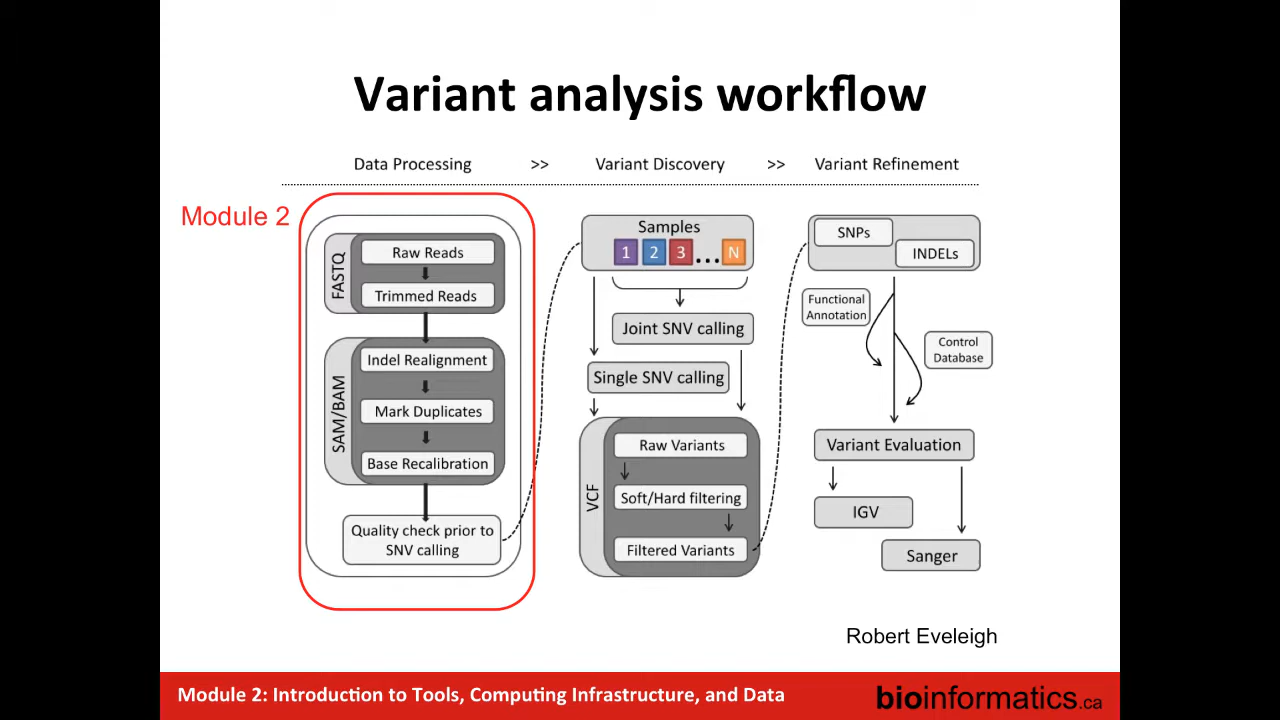 Variant analysis workflow
Data Processing >> Variant Discovery >> Variant Refinement
Module 2
FASTQ
Raw Reads
Trimmed Reads
SAM/BAM
Indel Realignment
Mark Duplicates
Base Recalibration
Quality check prior to
SNV calling
Samples
1 2 3 ... N
Joint SNV calling
Single SNV calling
VCF
Raw Variants
Soft/Hard filtering
Filtered Variants
SNPs
INDELs
Functional
Annotation
Control
Database
Variant Evaluation
IGV
Sanger
Robert Eveleigh
Module 2: Introduction to Tools, Computing Infrastructure, and Data
bioinformatics.ca